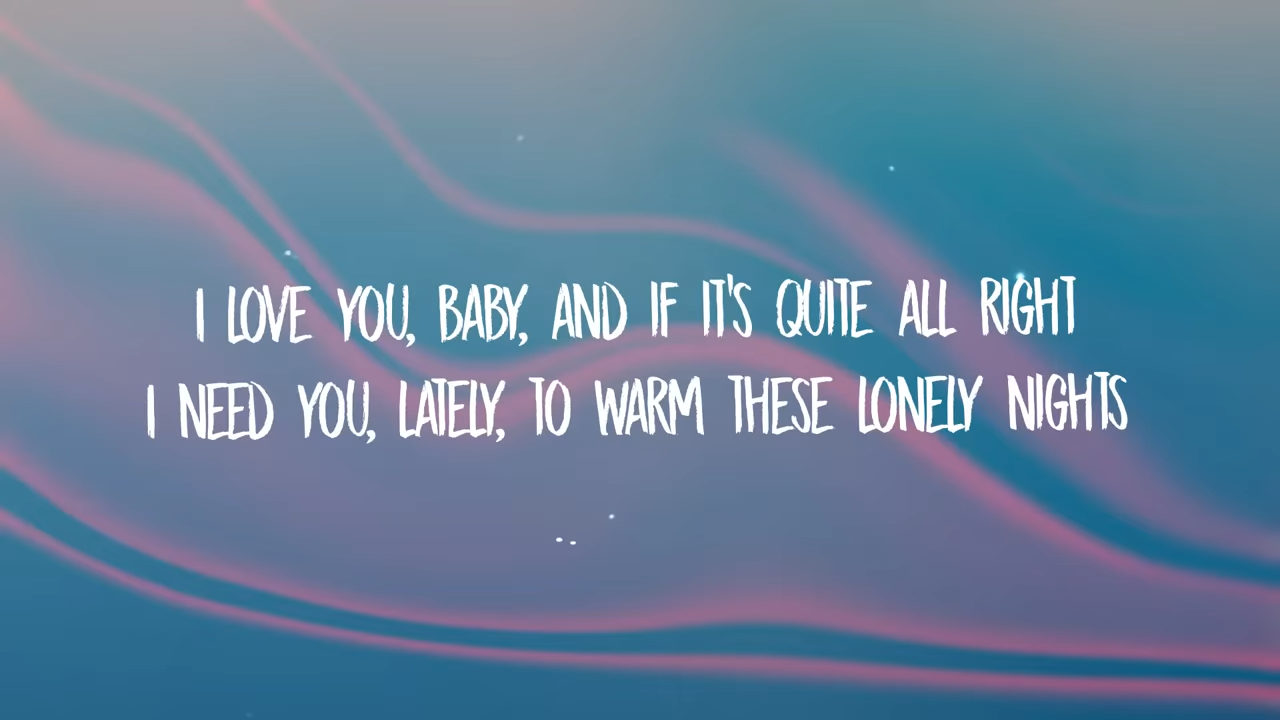 I LOVE YOU, BABY, AND IF IT'S QUITE ALL RIGHT
I NEED YOU, LATELY, TO WARM THESE LONELY NIGHTS